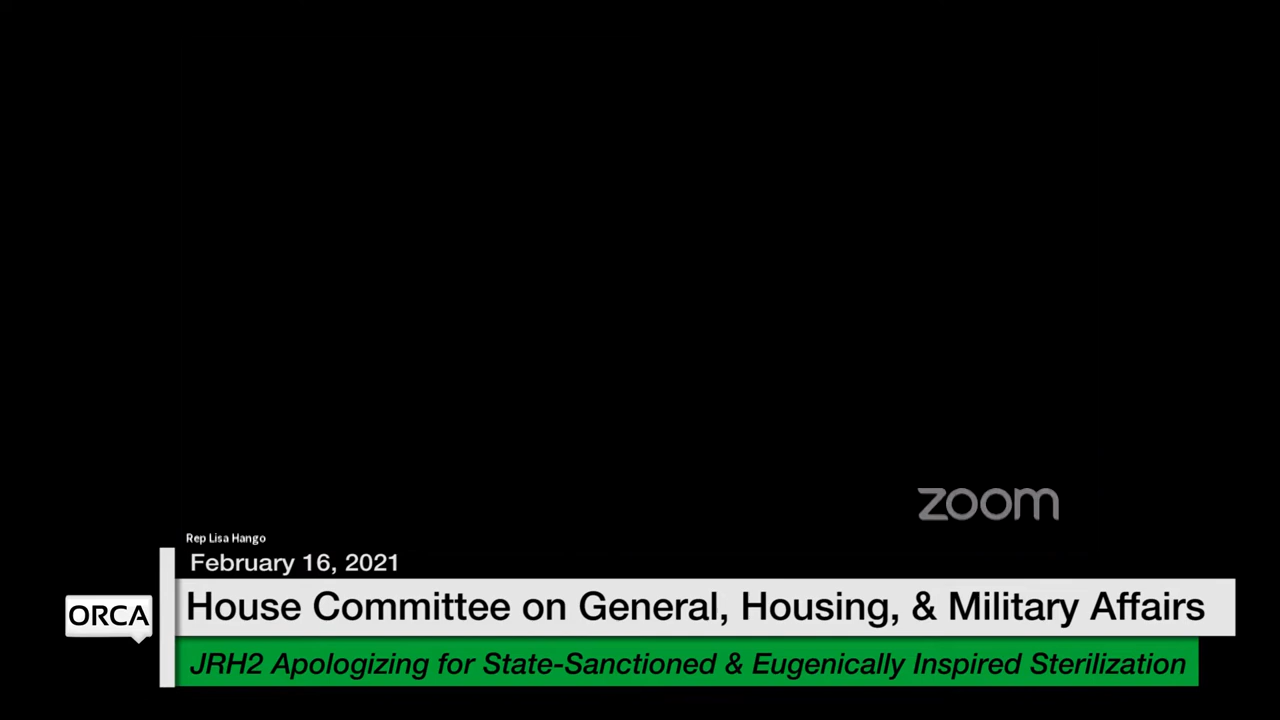 zoom
Rep Lisa Hango
February 16, 2021
ORCA
House Committee on General, Housing, & Military Affairs
JRH2 Apologizing for State-Sanctioned & Eugenically Inspired Sterilization